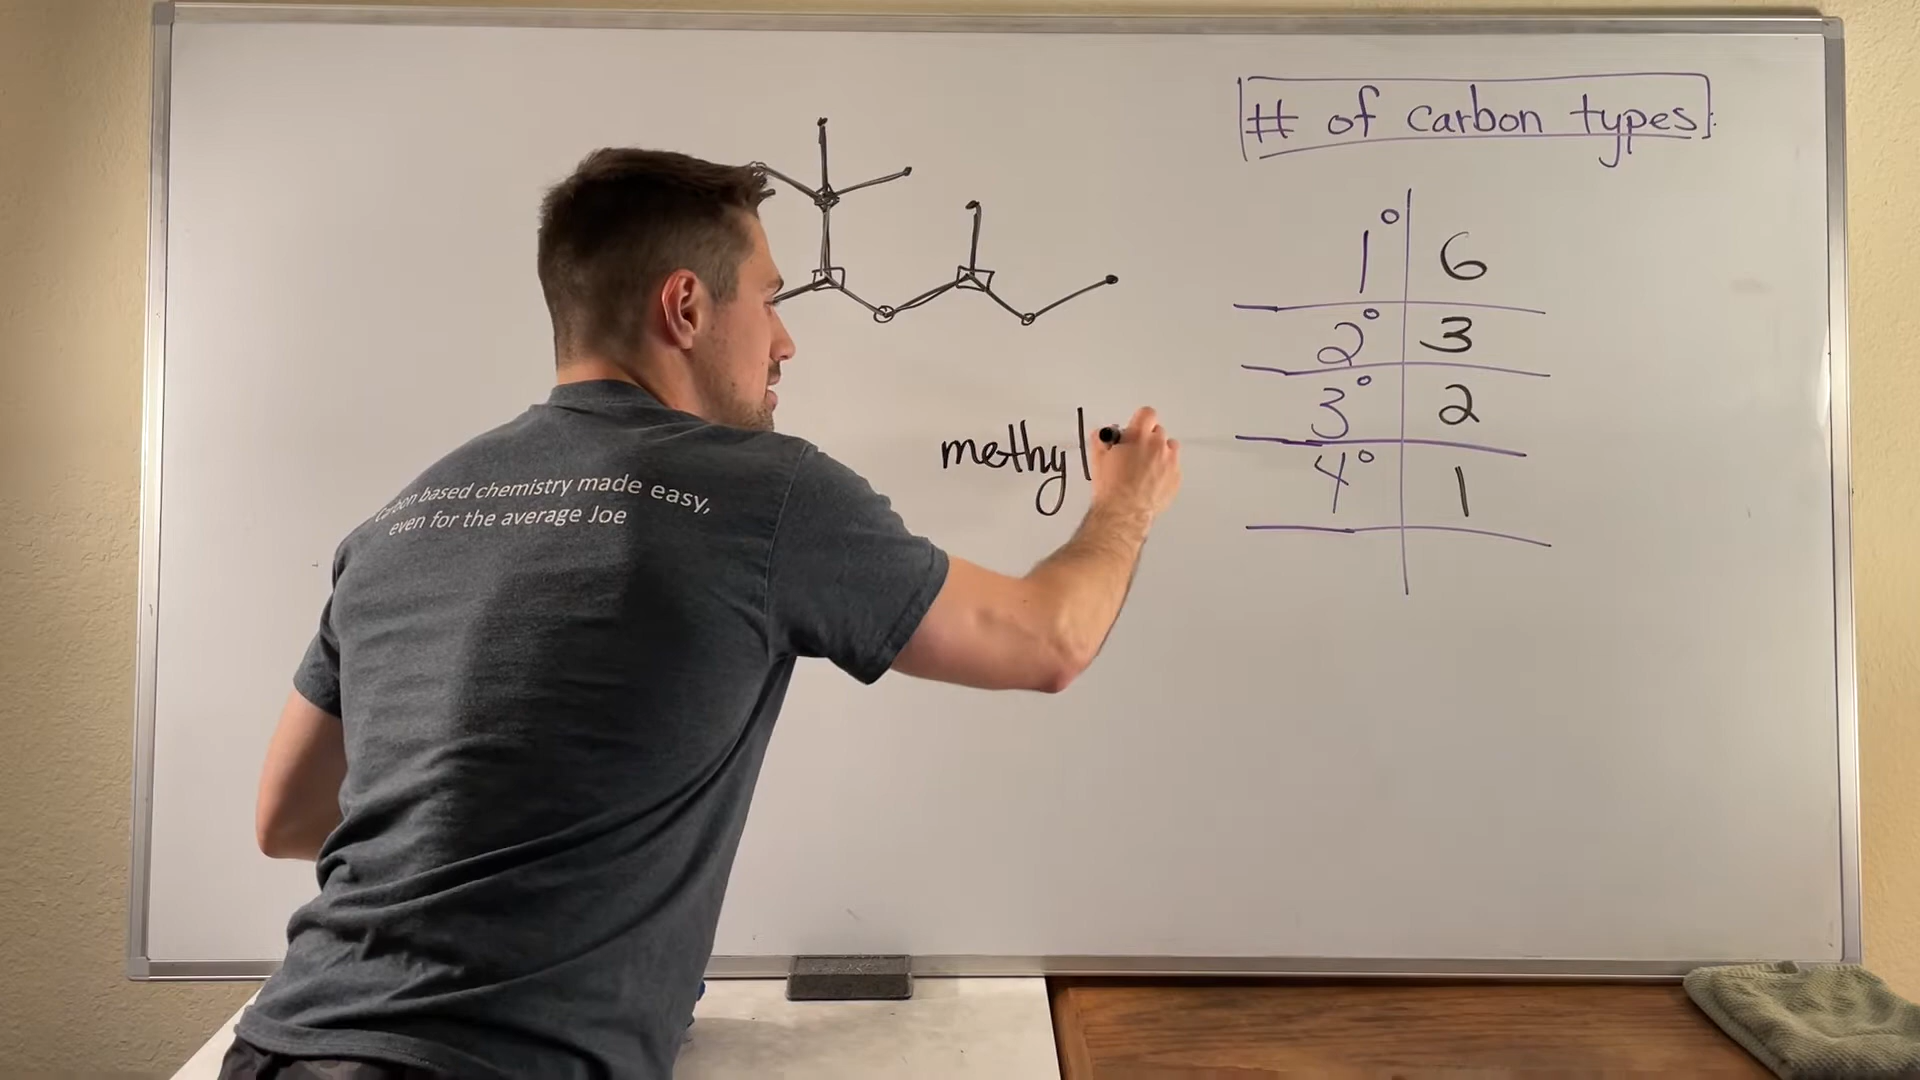 # of carbon types
1° 6
2° 3
3° 2
4° 1
methyl
Carbon based chemistry made easy,
even for the average Joe